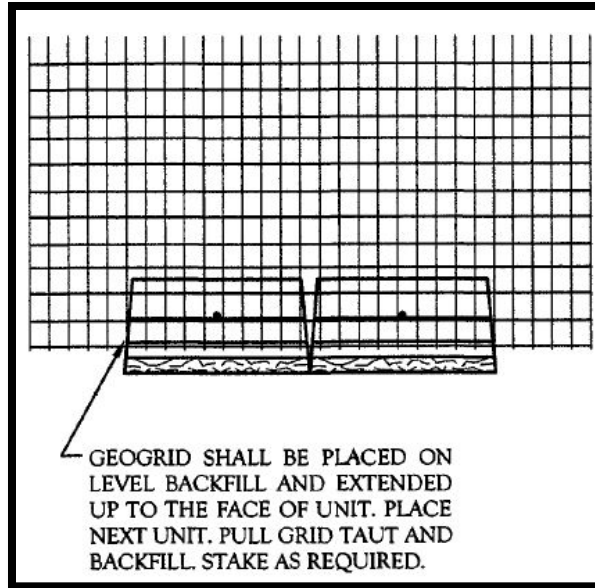 GEOGRID SHALL BE PLACED ON
LEVEL BACKFILL AND EXTENDED
UP TO THE FACE OF UNIT. PLACE
NEXT UNIT. PULL GRID TAUT AND
BACKFILL. STAKE AS REQUIRED.